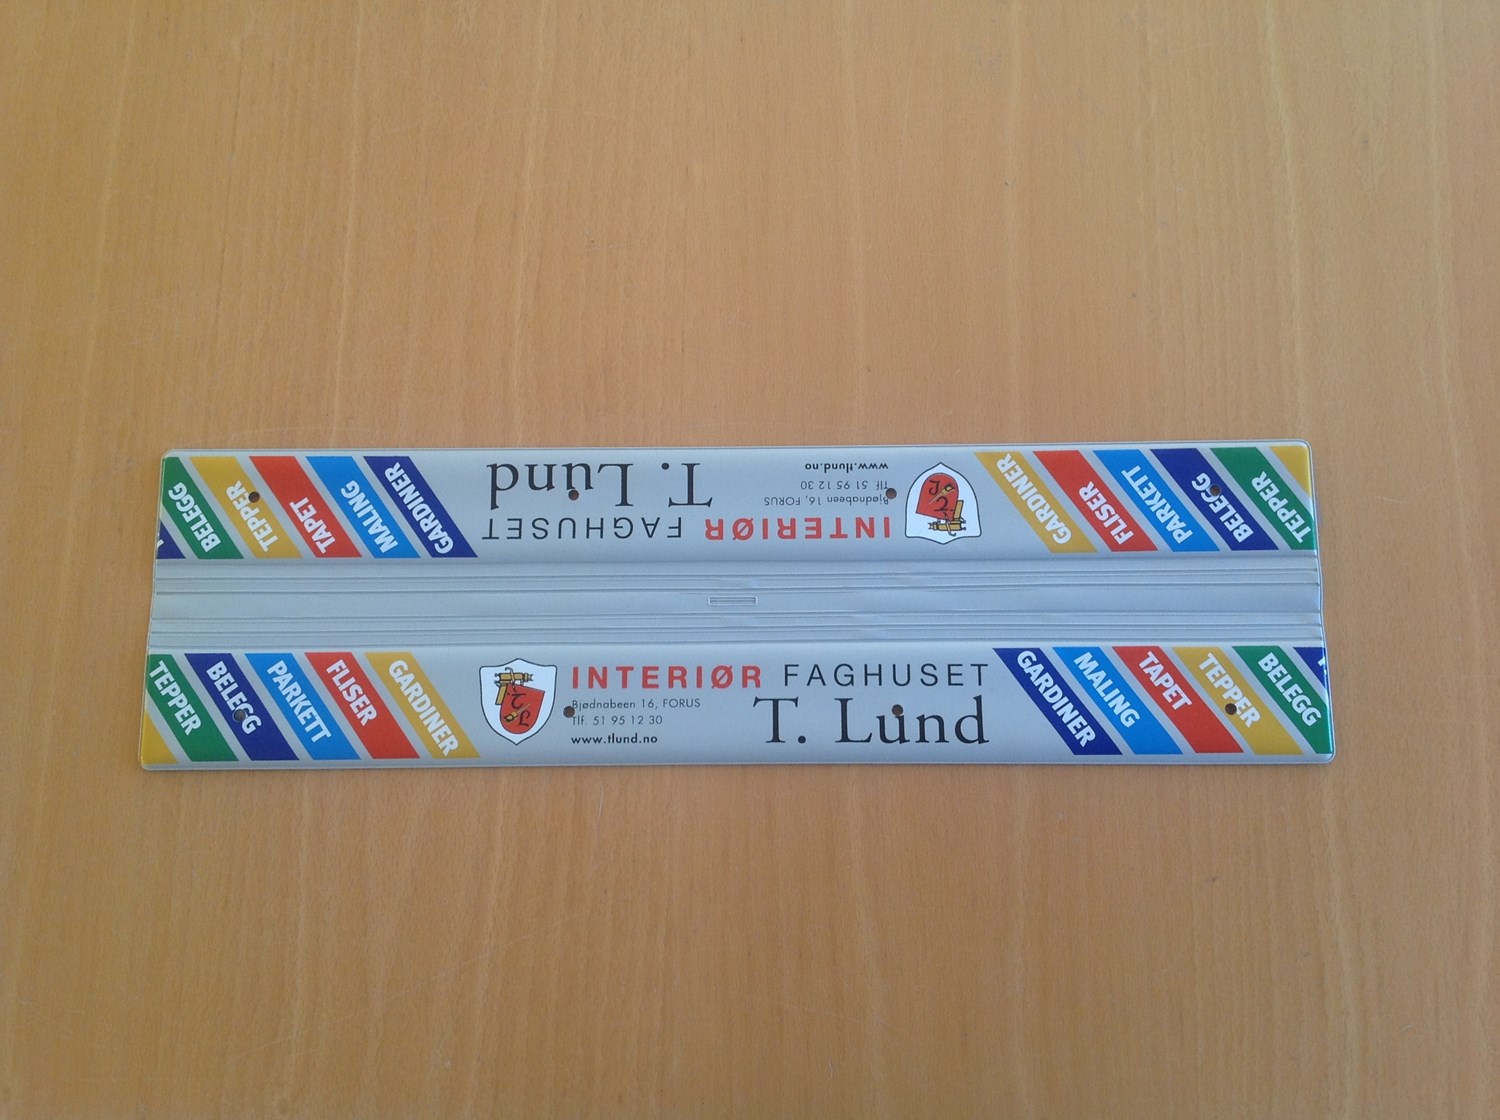 BELEGG
TEPPER
TAPET
MALING
GARDINER
INTERIØR FAGHUSET
Bjødnabeen 16, FORUS
Tlf. 51 95 12 30
www.tlund.no
T. Lund
GARDINER
FLISER
PARKETT
BELEGG
TEPPER
TEPPER
BELEGG
PARKETT
FLISER
GARDINER
INTERIØR FAGHUSET
Bjødnabeen 16, FORUS
Tlf. 51 95 12 30
www.tlund.no
T. Lund
GARDINER
MALING
TAPET
TEPPER
BELEGG